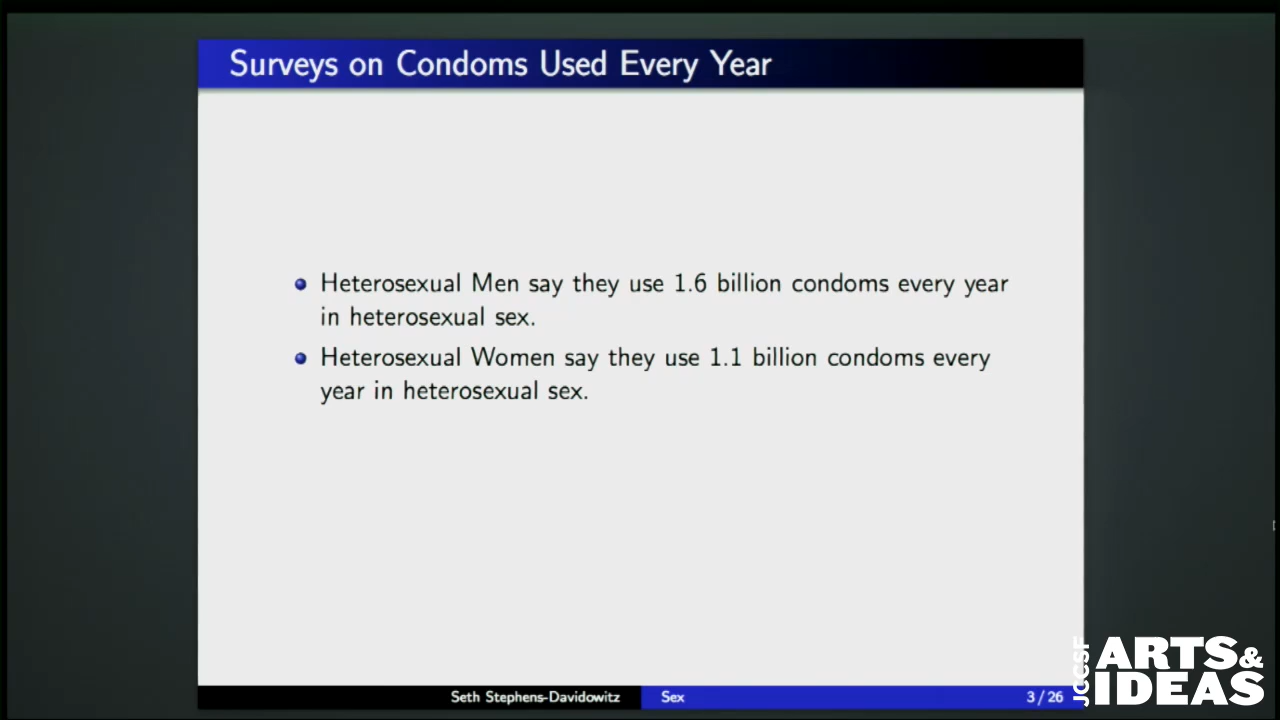 Surveys on Condoms Used Every Year
Heterosexual Men say they use 1.6 billion condoms every year
in heterosexual sex.
Heterosexual Women say they use 1.1 billion condoms every
year in heterosexual sex.
Seth Stephens-Davidowitz
Sex
3 / 26
JCCSF
ARTS&
IDEAS